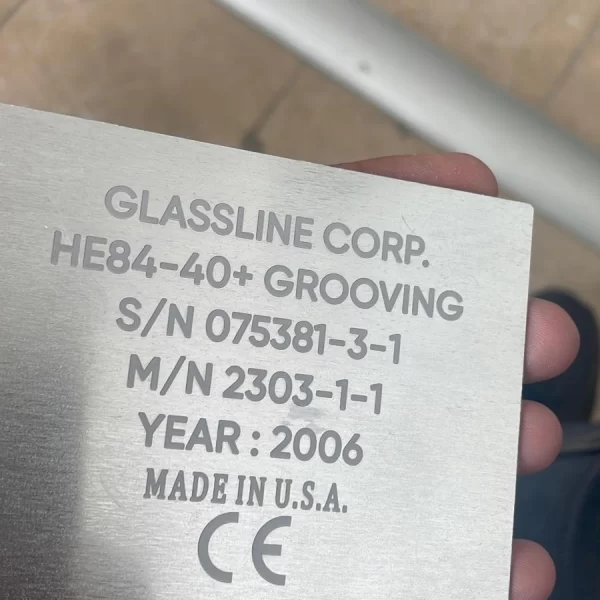 GLASSLINE CORP.
HE84-40+ GROOVING
S/N 075381-3-1
M/N 2303-1-1
YEAR : 2006
MADE IN U.S.A.
CE